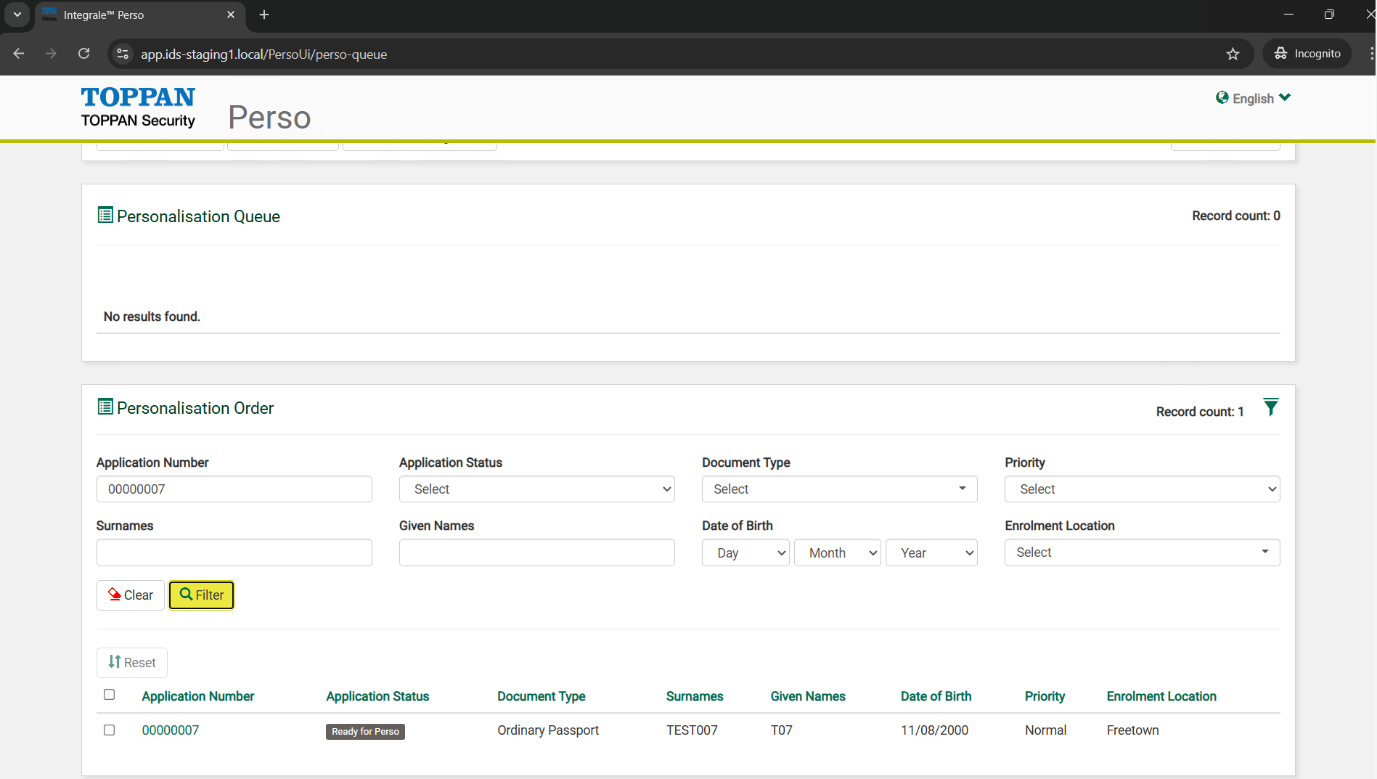 Integrale™ Perso
app.ids-staging1.local/PersoUi/perso-queue
Incognito
TOPPAN
TOPPAN Security
Perso
English
Personalisation Queue
Record count: 0
No results found.
Personalisation Order
Record count: 1
Application Number Application Status Document Type Priority
00000007 Select Select Select
Surnames Given Names Date of Birth Enrolment Location
Day Month Year Select
Clear Filter
Reset
Application Number Application Status Document Type Surnames Given Names Date of Birth Priority Enrolment Location
00000007 Ready for Perso Ordinary Passport TEST007 T07 11/08/2000 Normal Freetown